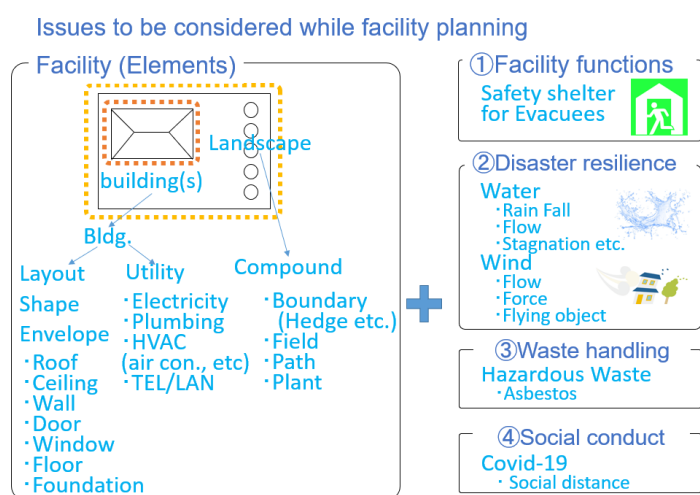 Issues to be considered while facility planning
Facility (Elements)
Landscape
building(s)
Bldg.
Layout
Shape
Envelope
・Roof
・Ceiling
・Wall
・Door
・Window
・Floor
・Foundation
Utility
・Electricity
・Plumbing
・HVAC
(air con., etc)
・TEL/LAN
Compound
・Boundary
(Hedge etc.)
・Field
・Path
・Plant
①Facility functions
Safety shelter
for Evacuees
②Disaster resilience
Water
・Rain Fall
・Flow
・Stagnation etc.
Wind
・Flow
・Force
・Flying object
③Waste handling
Hazardous Waste
・Asbestos
④Social conduct
Covid-19
・Social distance